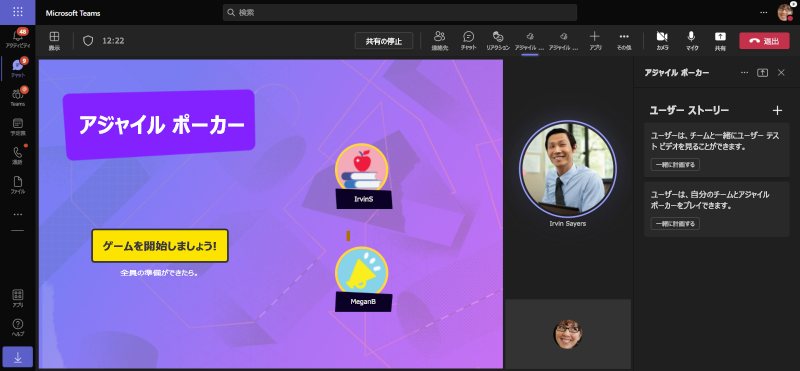 Microsoft Teams
検索
48
アクティビティ
9
チャット
Teams
予定表
通話
ファイル
アプリ
ヘルプ
表示
12:22
共有の停止
連絡先
チャット
リアクション
アジャイル ...
アジャイル ...
アプリ
その他
カメラ
マイク
共有
退出
アジャイル ポーカー
IrvinS
ゲームを開始しましょう!
全員の準備ができたら。
MeganB
Irvin Sayers
アジャイル ポーカー
ユーザー ストーリー
ユーザーは、チームと一緒にユーザー テス
ト ビデオを見ることができます。
一緒に計画する
ユーザーは、自分のチームとアジャイル
ポーカーをプレイできます。
一緒に計画する